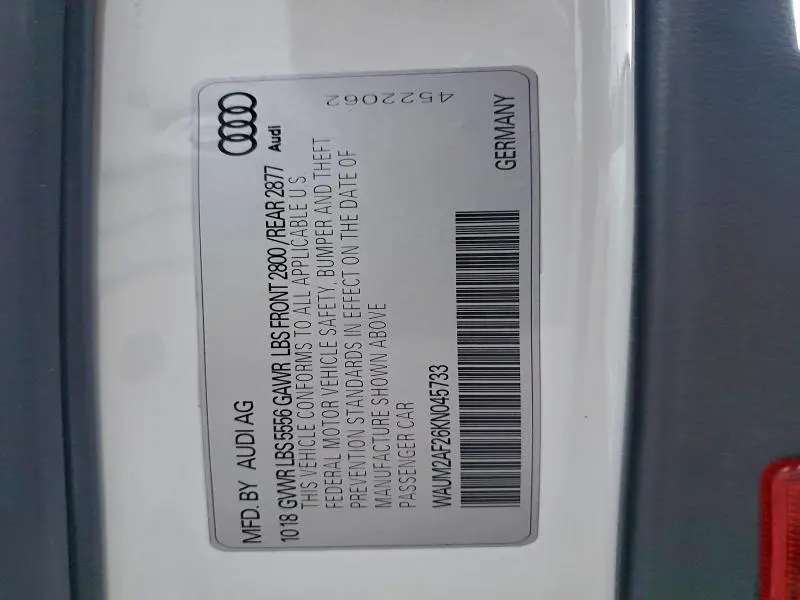 MFD. BY AUDI AG
Audi
10 18 GVWR LBS 5556 GAWR LBS FRONT 2800 / REAR 2877
THIS VEHICLE CONFORMS TO ALL APPLICABLE U S
FEDERAL MOTOR VEHICLE SAFETY, BUMPER AND THEFT
PREVENTION STANDARDS IN EFFECT ON THE DATE OF
MANUFACTURE SHOWN ABOVE
PASSENGER CAR
4522062
WAUM2AF26KN045733
GERMANY